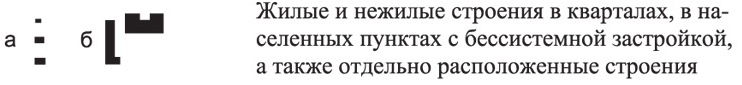 Жилые и нежилые строения в кварталах, в на-
а б селенных пунктах с бессистемной застройкой,
а также отдельно расположенные строения